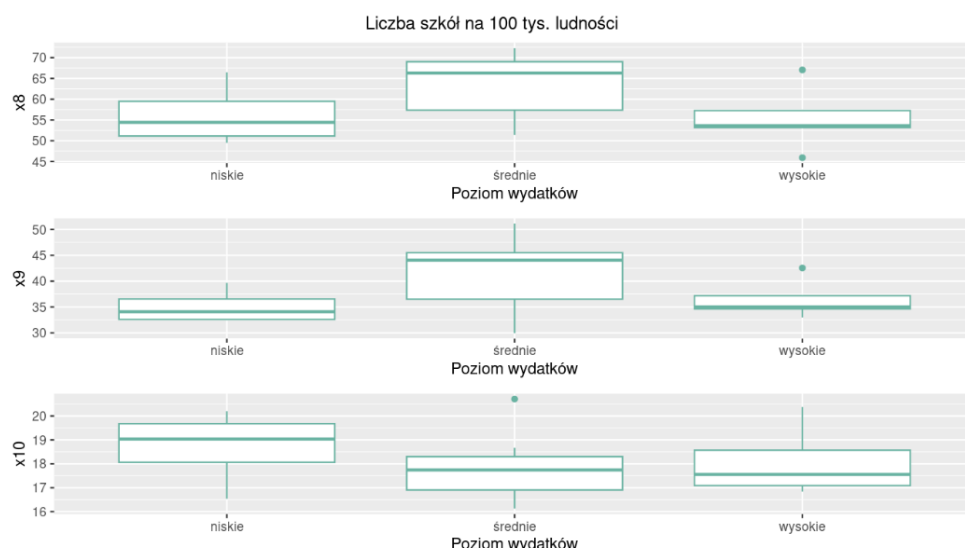 Liczba szkół na 100 tys. ludności
x8
70
65
60
55
50
45
niskie średnie wysokie
Poziom wydatków
x9
50
45
40
35
30
niskie średnie wysokie
Poziom wydatków
x10
20
19
18
17
16
niskie średnie wysokie
Poziom wydatków